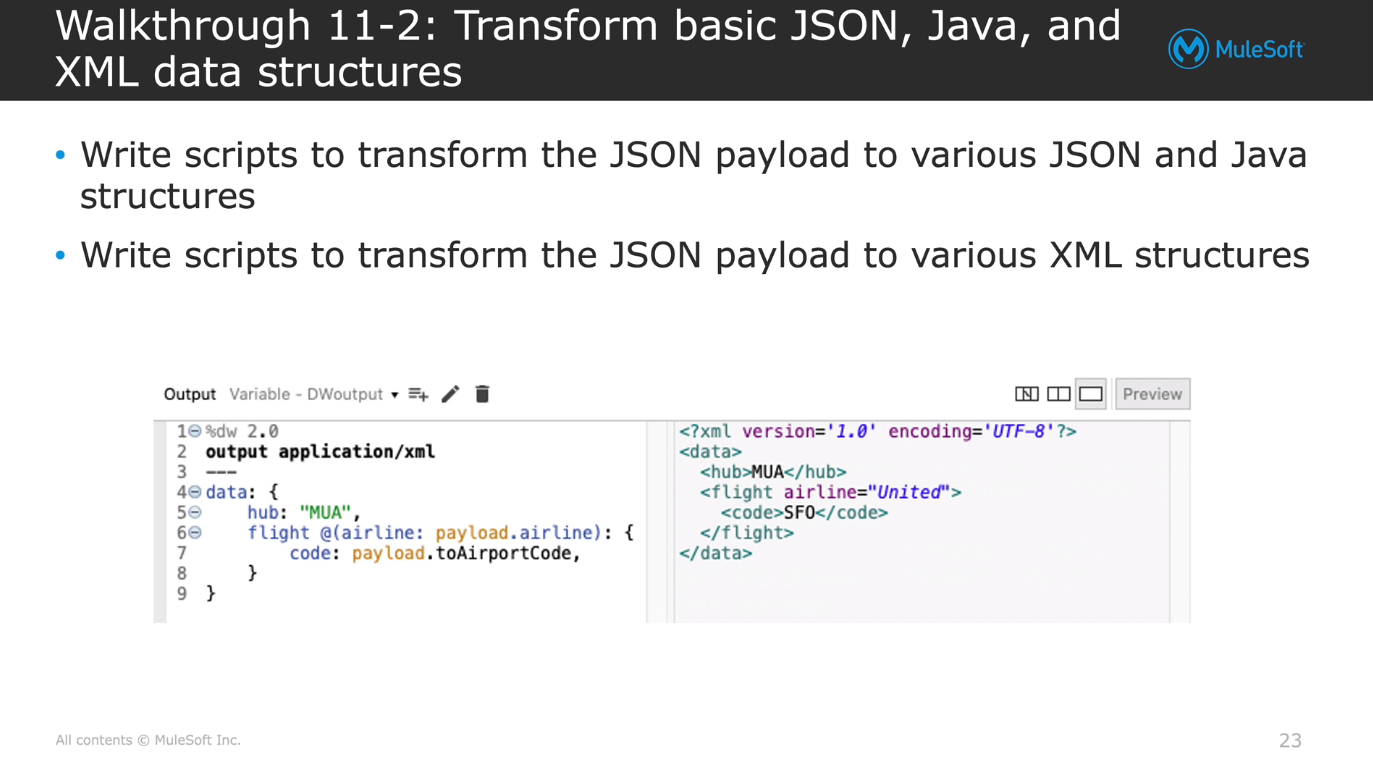 Walkthrough 11-2: Transform basic JSON, Java, and
XML data structures
MuleSoft
• Write scripts to transform the JSON payload to various JSON and Java
structures
• Write scripts to transform the JSON payload to various XML structures
Output Variable - DWoutput Preview
1 %dw 2.0
2 output application/xml
3 ---
4 data: {
5     hub: "MUA",
6     flight @(airline: payload.airline): {
7         code: payload.toAirportCode,
8     }
9 }
<?xml version='1.0' encoding='UTF-8'?>
<data>
  <hub>MUA</hub>
  <flight airline="United">
    <code>SFO</code>
  </flight>
</data>
All contents © MuleSoft Inc.
23